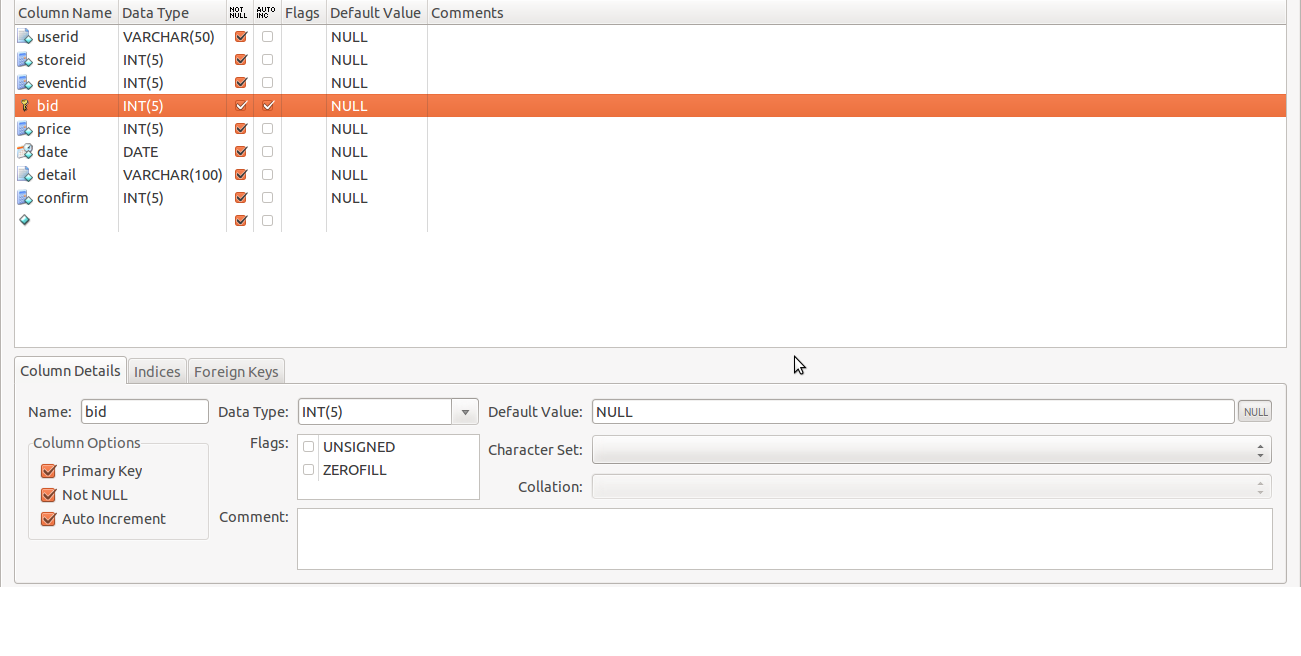 Column Name Data Type NOT NULL AUTO INC Flags Default Value Comments
userid VARCHAR(50) NULL
storeid INT(5) NULL
eventid INT(5) NULL
bid INT(5) NULL
price INT(5) NULL
date DATE NULL
detail VARCHAR(100) NULL
confirm INT(5) NULL
Column Details Indices Foreign Keys
Name: bid Data Type: INT(5) Default Value: NULL NULL
Column Options Flags: UNSIGNED Character Set:
Primary Key ZEROFILL
Not NULL Collation:
Auto Increment Comment: